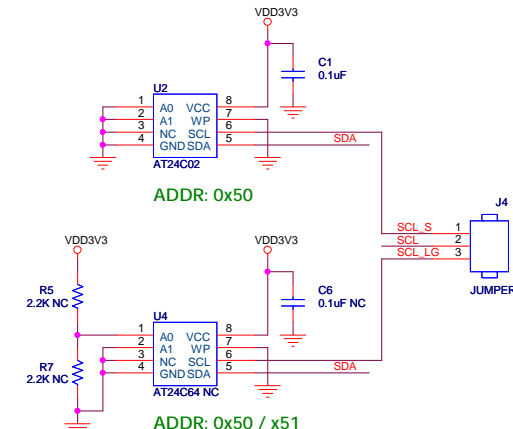 VDD3V3
C1
0.1uF
U2
1 A0 VCC 8
2 A1 WP 7
3 NC SCL 6
4 GND SDA 5 SDA
AT24C02
ADDR: 0x50
J4
SCL_S 1
SCL 2
SCL_LG 3
JUMPER
VDD3V3 VDD3V3
R5
2.2K NC
C6
0.1uF NC
U4
1 A0 VCC 8
2 A1 WP 7
3 NC SCL 6
4 GND SDA 5 SDA
R7
2.2K NC
AT24C64 NC
ADDR: 0x50 / x51